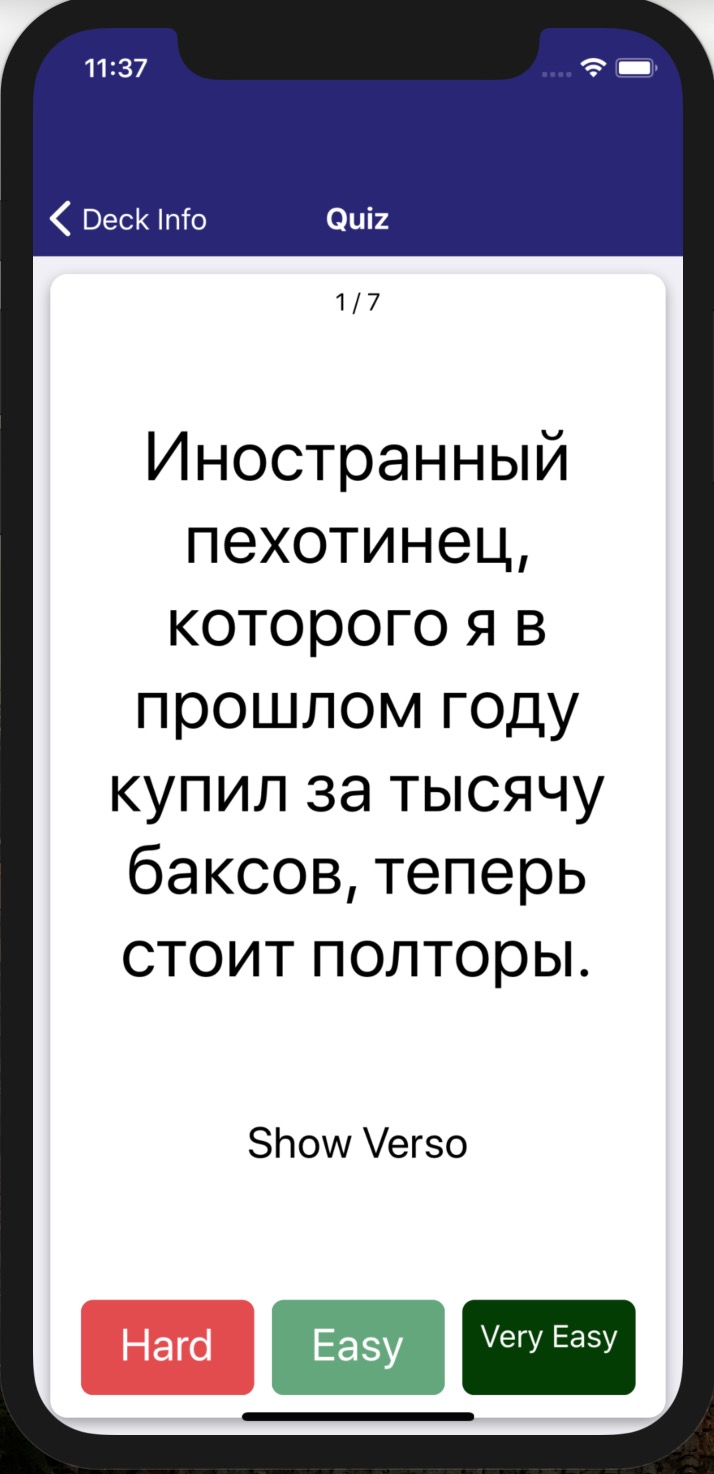 11:37
Deck Info
Quiz
1 / 7
Иностранный
пехотинец,
которого я в
прошлом году
купил за тысячу
баксов, теперь
стоит полторы.
Show Verso
Hard
Easy
Very Easy